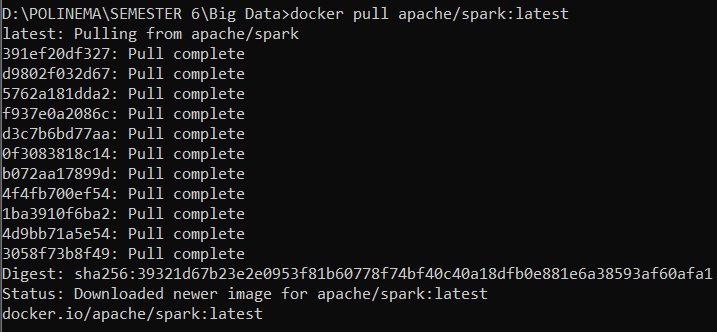 D:\POLINEMA\SEMESTER 6\Big Data>docker pull apache/spark:latest
latest: Pulling from apache/spark
391ef20df327: Pull complete
d9802f032d67: Pull complete
5762a181dda2: Pull complete
f937e0a2086c: Pull complete
d3c7b6bd77aa: Pull complete
0f3083818c14: Pull complete
b072aa17899d: Pull complete
4f4fb700ef54: Pull complete
1ba3910f6ba2: Pull complete
4d9bb71a5e54: Pull complete
3058f73b8f49: Pull complete
Digest: sha256:39321d67b23e2e0953f81b60778f74bf40c40a18dfb0e881e6a38593af60afa1
Status: Downloaded newer image for apache/spark:latest
docker.io/apache/spark:latest